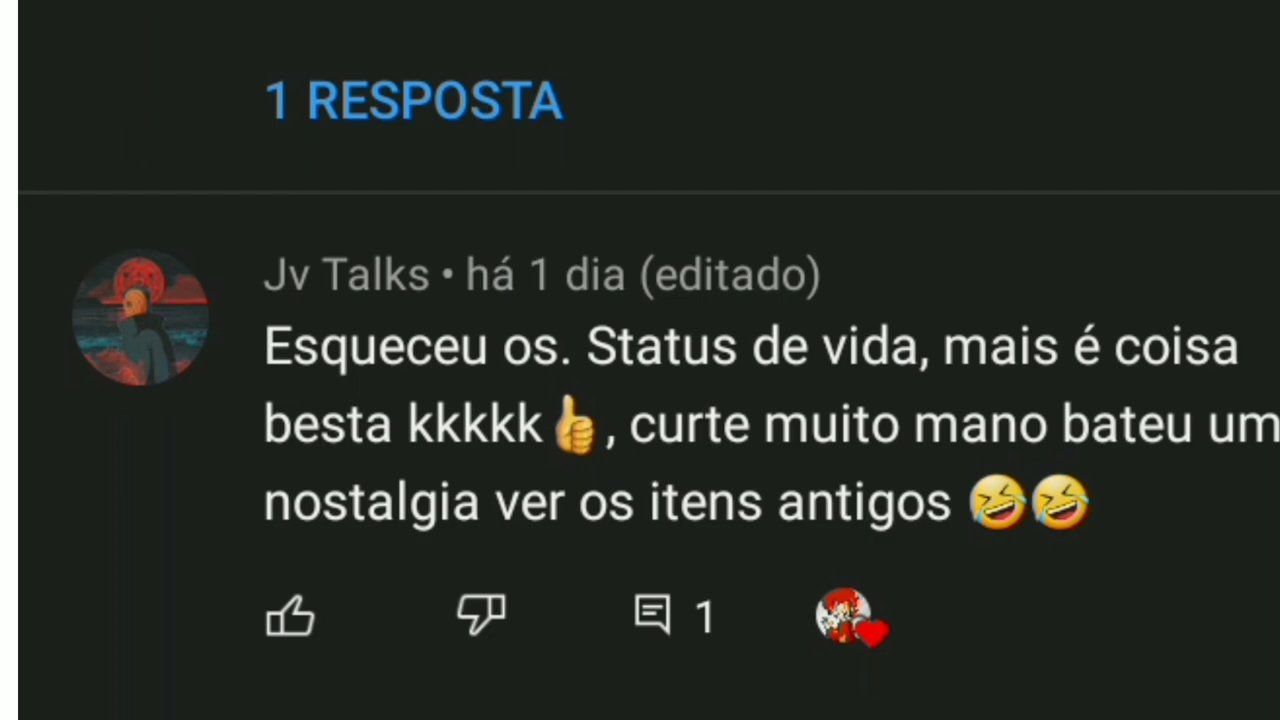 1 RESPOSTA
Jv Talks • há 1 dia (editado)
Esqueceu os. Status de vida, mais é coisa
besta kkkkk👍, curte muito mano bateu um
nostalgia ver os itens antigos 🤣🤣
1